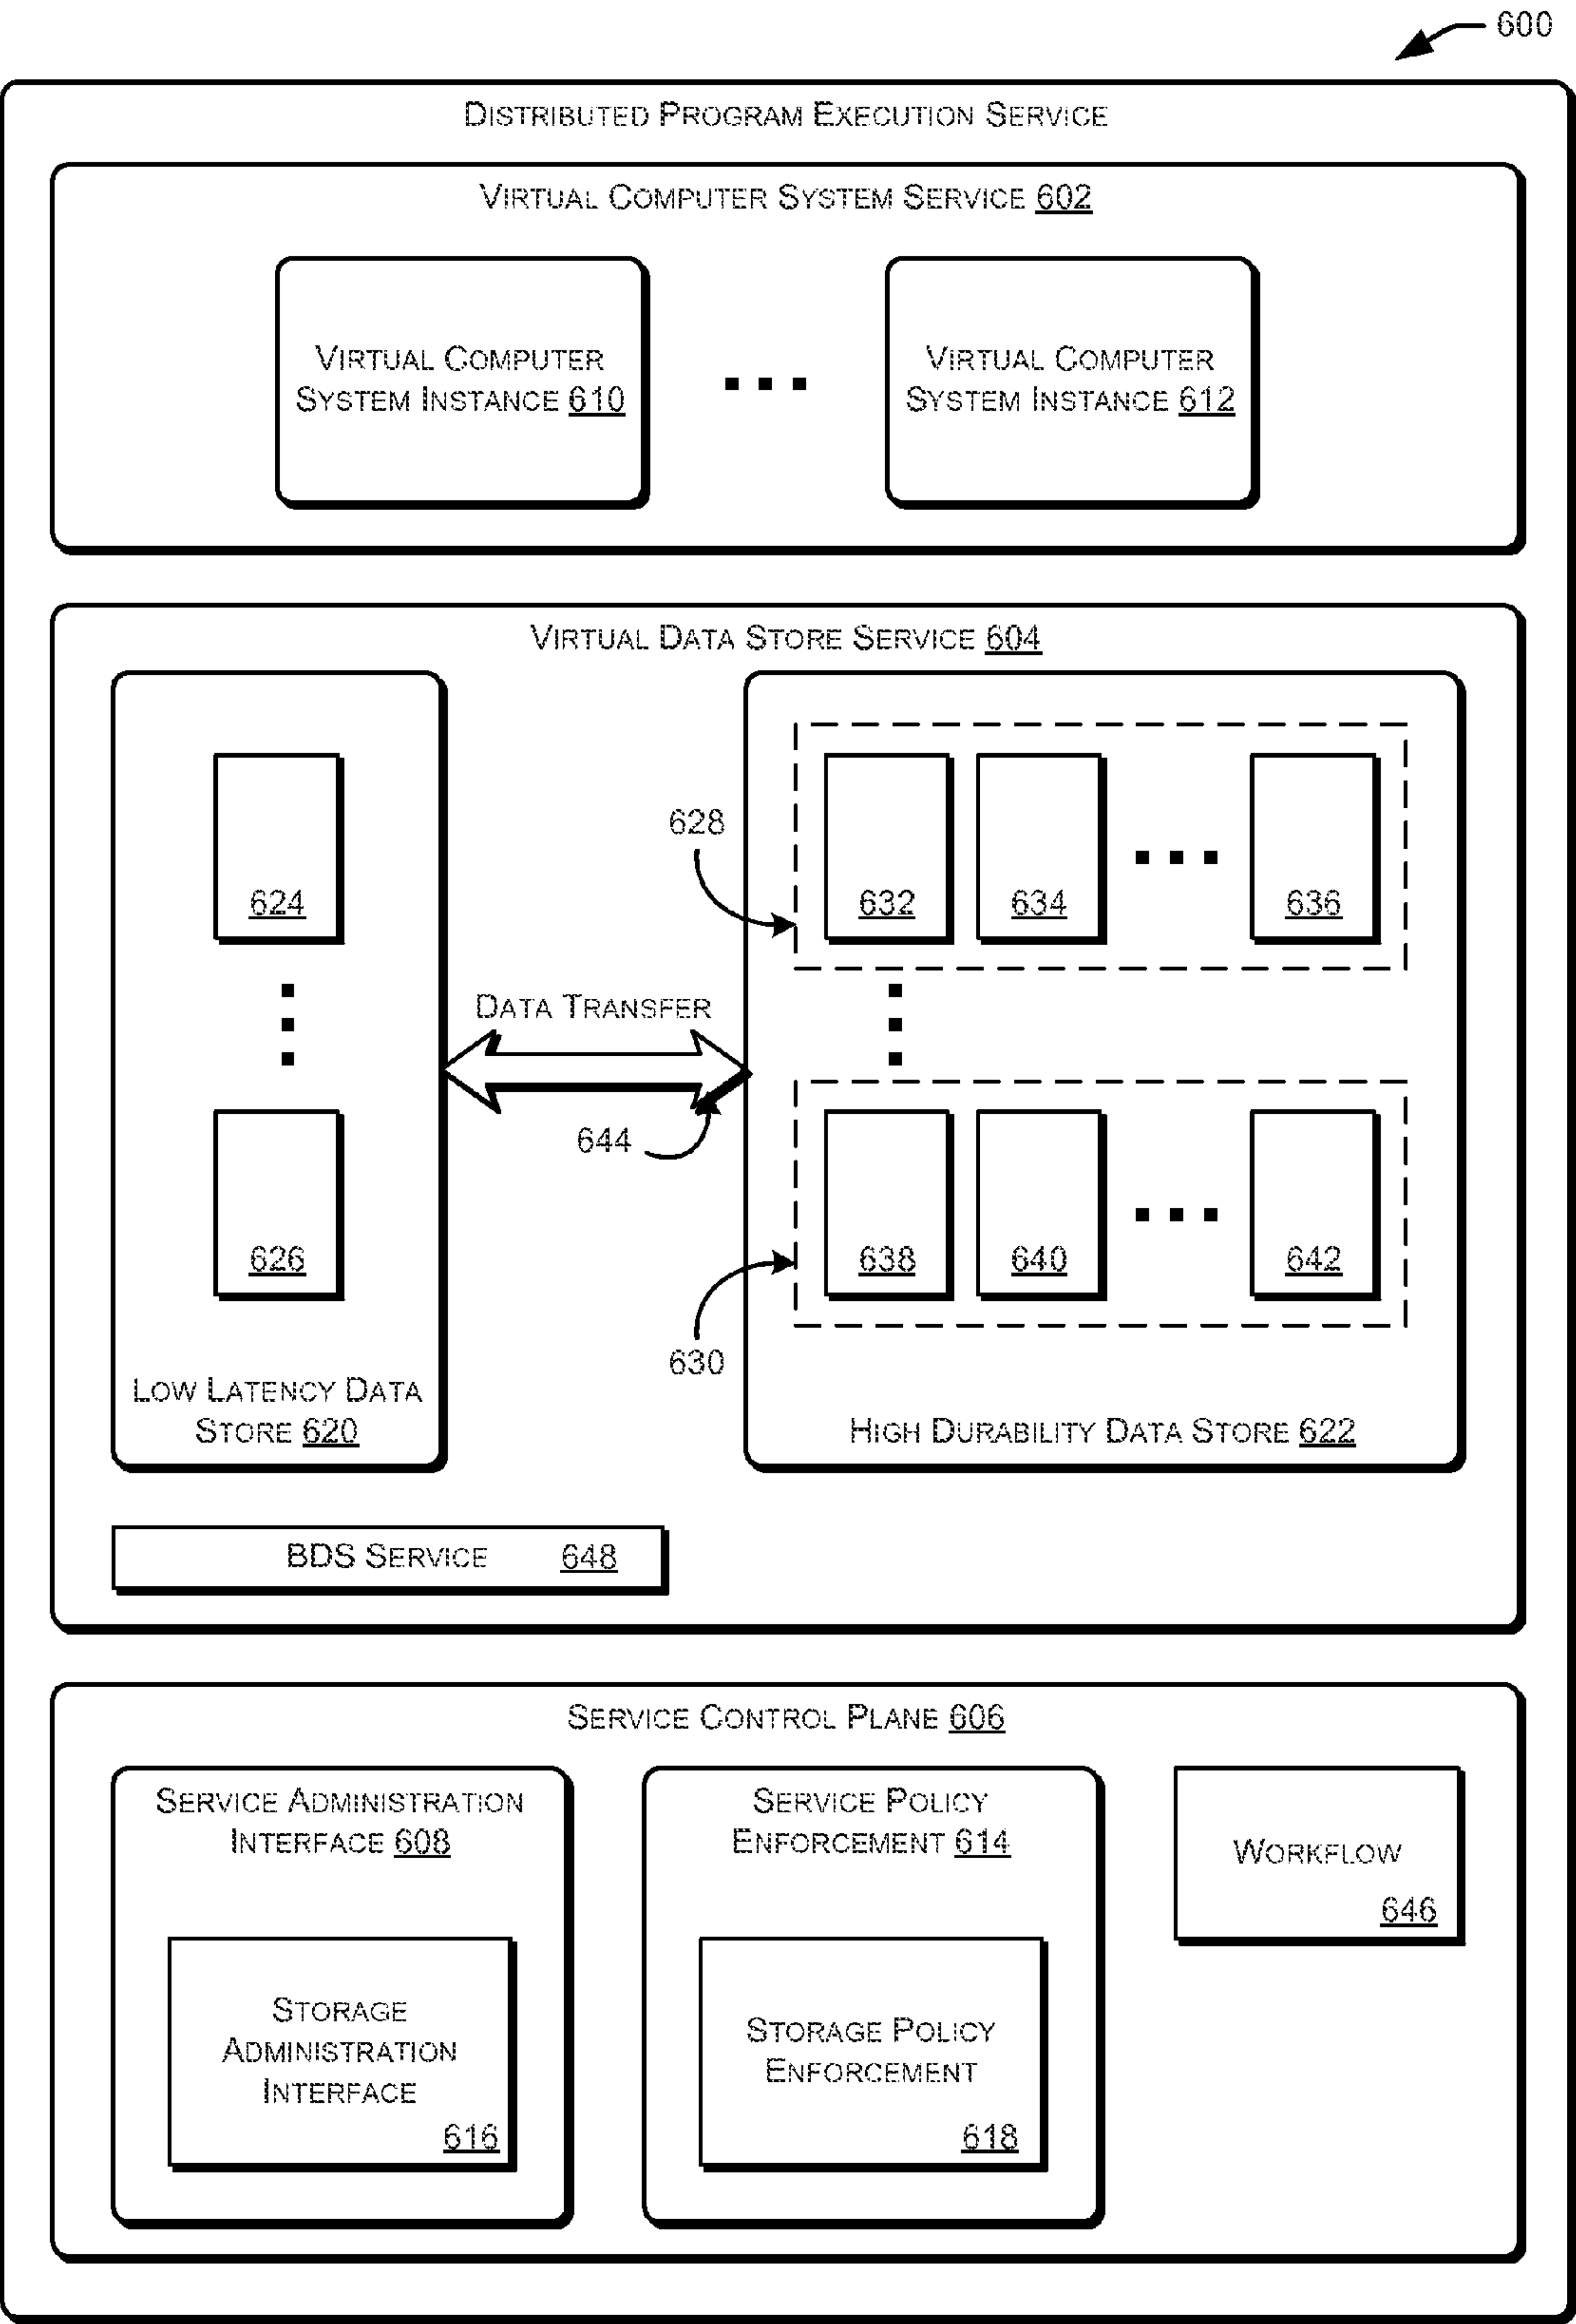 600
DISTRIBUTED PROGRAM EXECUTION SERVICE
VIRTUAL COMPUTER SYSTEM SERVICE 602
VIRTUAL COMPUTER
SYSTEM INSTANCE 610
VIRTUAL COMPUTER
SYSTEM INSTANCE 612
VIRTUAL DATA STORE SERVICE 604
624
626
LOW LATENCY DATA
STORE 620
DATA TRANSFER
644
628
632 634 636
630
638 640 642
HIGH DURABILITY DATA STORE 622
BDS SERVICE 648
SERVICE CONTROL PLANE 606
SERVICE ADMINISTRATION
INTERFACE 608
STORAGE
ADMINISTRATION
INTERFACE
616
SERVICE POLICY
ENFORCEMENT 614
STORAGE POLICY
ENFORCEMENT
618
WORKFLOW
646